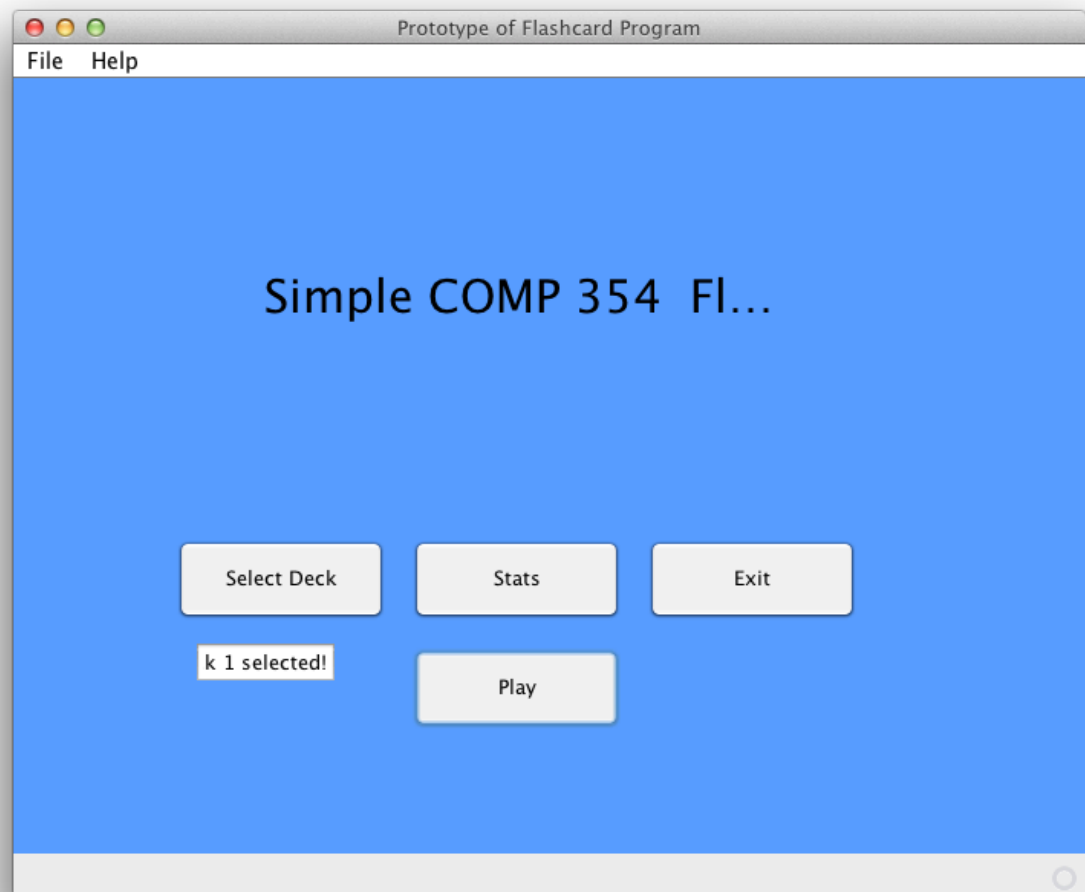 Prototype of Flashcard Program
File Help
Simple COMP 354 Fl...
Select Deck Stats Exit
k 1 selected!
Play